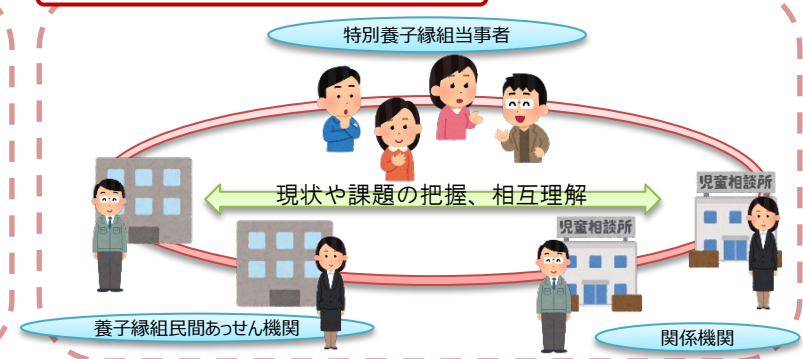 特別養子縁組当事者
現状や課題の把握、相互理解
児童相談所
児童相談所
養子縁組民間あっせん機関
関係機関